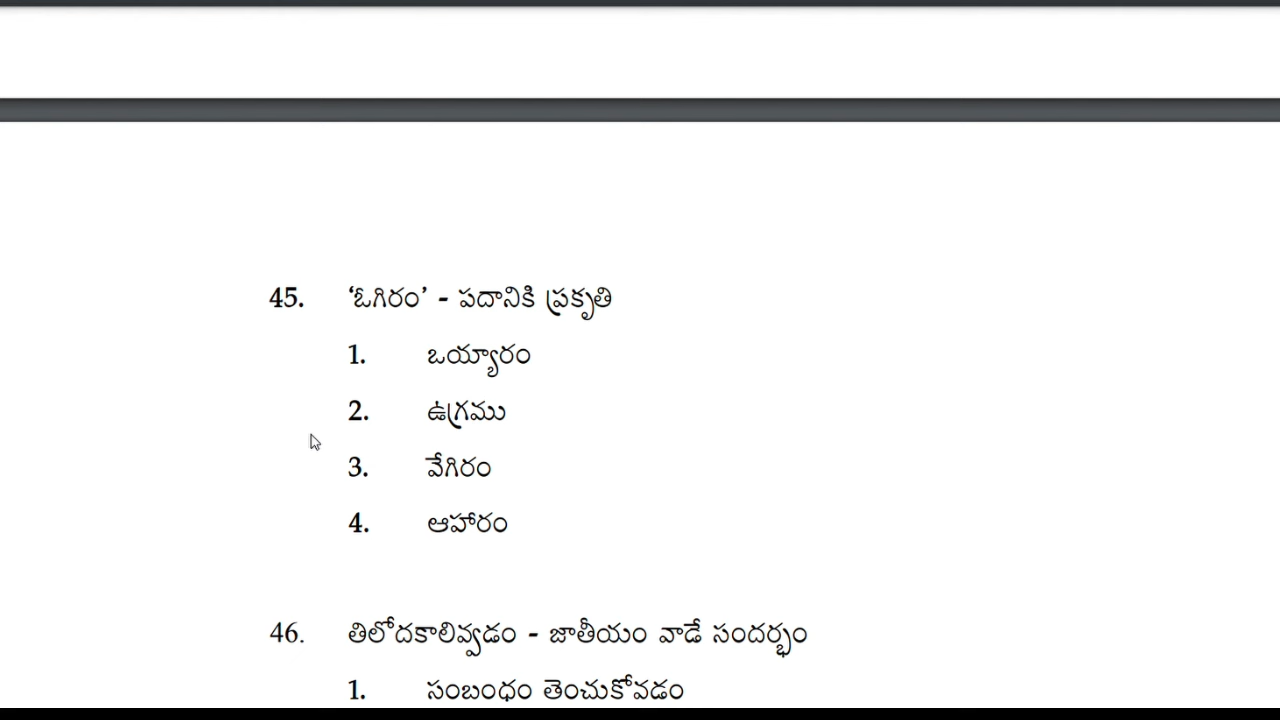 45. 'ఓగిరం' - పదానికి ప్రకృతి
1. ఒయ్యారం
2. ఉగ్రము
3. వేగిరం
4. ఆహారం
46. తిలోదకాలివ్వడం - జాతీయం వాడే సందర్భం
1. సంబంధం తెంచుకోవడం